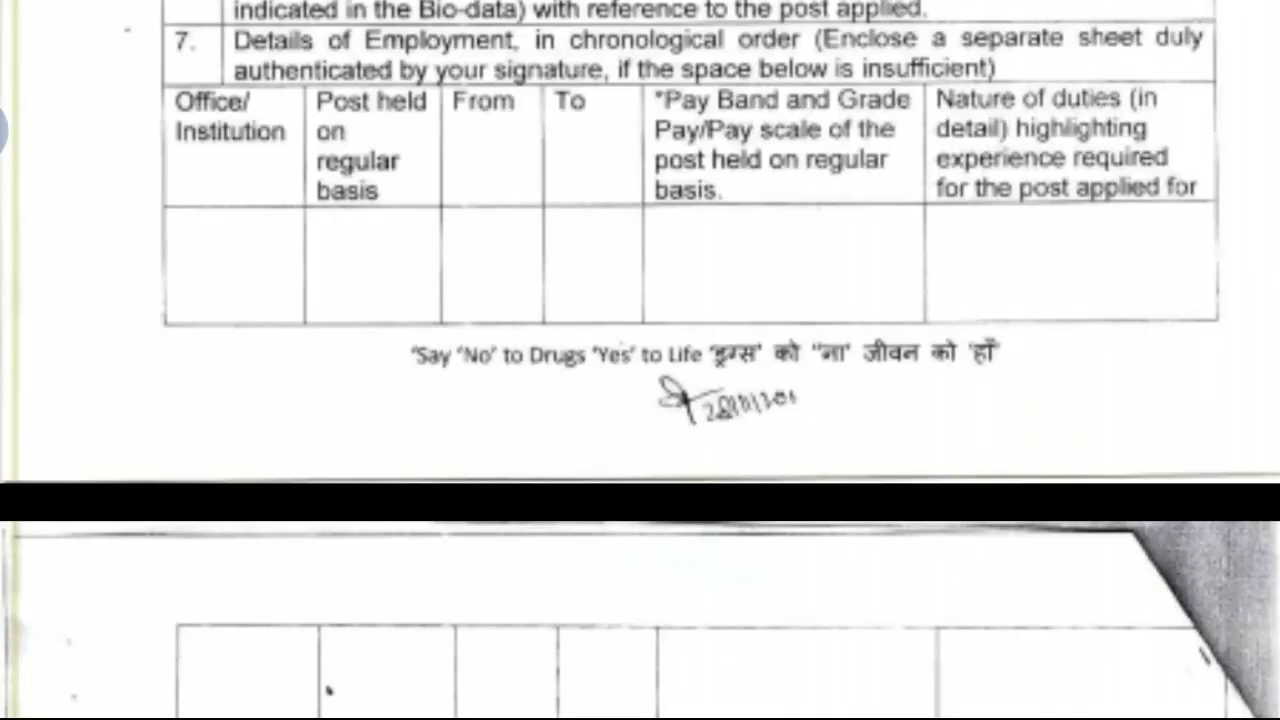 indicated in the Bio-data) with reference to the post applied.
7. Details of Employment, in chronological order (Enclose a separate sheet duly
authenticated by your signature, if the space below is insufficient)
Office/
Institution
Post held
on
regular
basis
From
To
*Pay Band and Grade
Pay/Pay scale of the
post held on regular
basis.
Nature of duties (in
detail) highlighting
experience required
for the post applied for
'Say 'No' to Drugs 'Yes' to Life 'ड्रग्स' को ''ना' जीवन को 'हाँ'